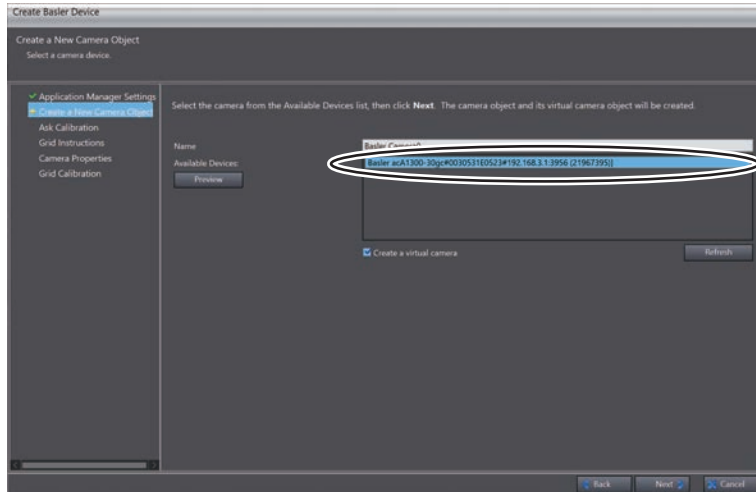 Create Basler Device
Create a New Camera Object
Select a camera device.
Application Manager Settings
Create a New Camera Object
Ask Calibration
Grid Instructions
Camera Properties
Grid Calibration
Select the camera from the Available Devices list, then click Next. The camera object and its virtual camera object will be created.
Name
Basler Camera0
Available Devices:
Basler acA1300-30gc#0030531E0523#192.168.3.1:3956 (21967395)]
Preview
Create a virtual camera
Refresh
Back
Next
Cancel